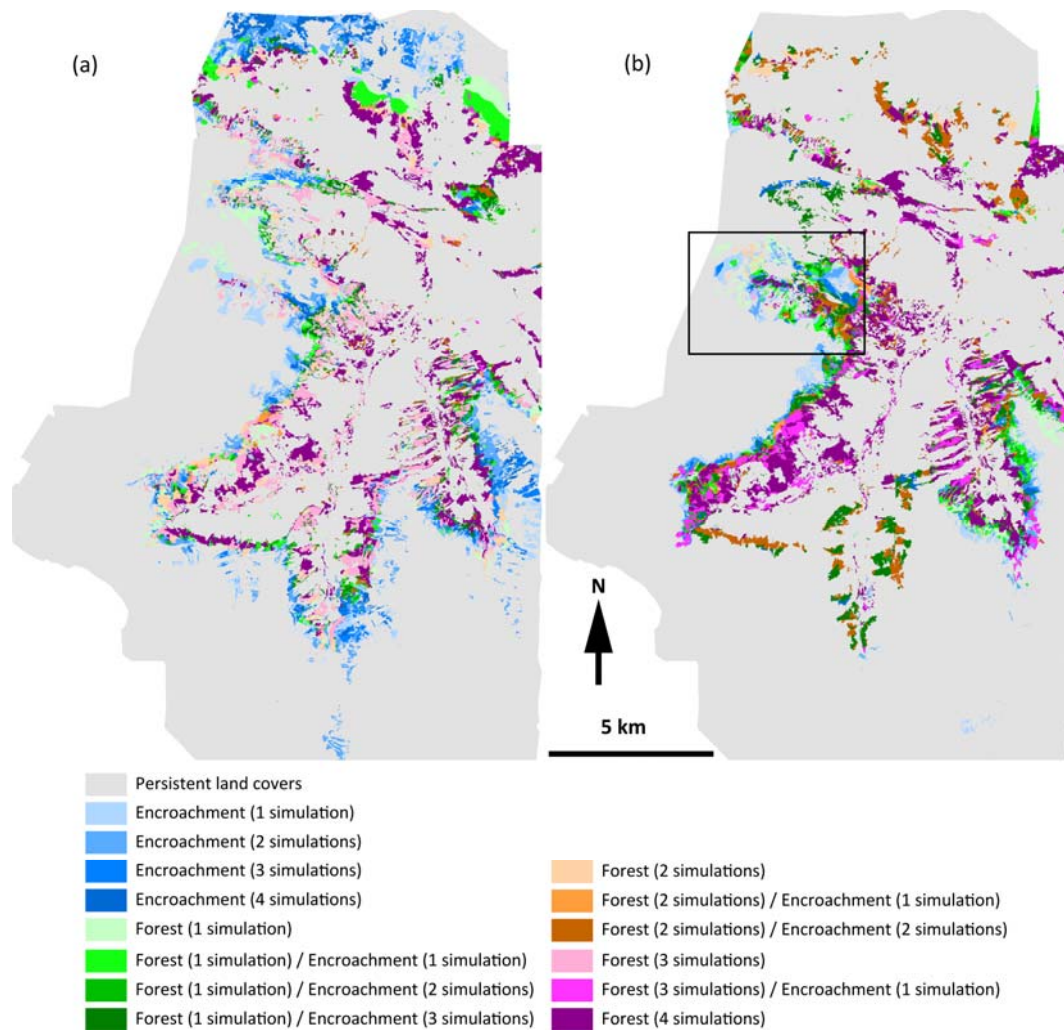 (a)
(b)
N
5 km
Persistent land covers
Encroachment (1 simulation)
Encroachment (2 simulations)
Encroachment (3 simulations)
Encroachment (4 simulations)
Forest (1 simulation)
Forest (1 simulation) / Encroachment (1 simulation)
Forest (1 simulation) / Encroachment (2 simulations)
Forest (1 simulation) / Encroachment (3 simulations)
Forest (2 simulations)
Forest (2 simulations) / Encroachment (1 simulation)
Forest (2 simulations) / Encroachment (2 simulations)
Forest (3 simulations)
Forest (3 simulations) / Encroachment (1 simulation)
Forest (4 simulations)